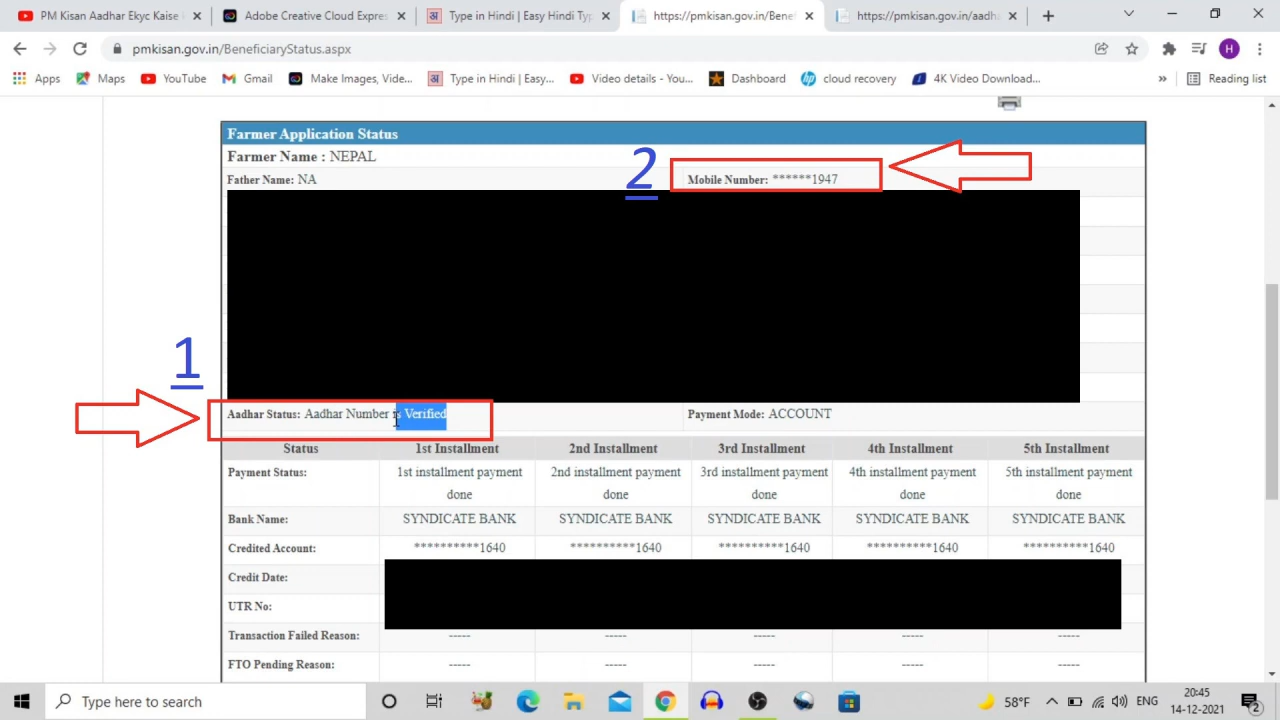 PM Kisan Aadhar Ekyc Kaise
Adobe Creative Cloud Expres
Type in Hindi | Easy Hindi Typ
https://pmkisan.gov.in/Benef
https://pmkisan.gov.in/aadha
pmkisan.gov.in/BeneficiaryStatus.aspx
H
Apps
Maps
YouTube
Gmail
Make Images, Vide...
Type in Hindi | Easy...
Video details - You...
Dashboard
cloud recovery
4K Video Download...
»
Reading list
Farmer Application Status
Farmer Name : NEPAL
2
Father Name: NA
Mobile Number: ******1947
1
Aadhar Status: Aadhar Number is Verified
Payment Mode: ACCOUNT
Status 1st Installment 2nd Installment 3rd Installment 4th Installment 5th Installment
Payment Status: 1st installment payment 2nd installment payment 3rd installment payment 4th installment payment 5th installment payment
done done done done done
Bank Name: SYNDICATE BANK SYNDICATE BANK SYNDICATE BANK SYNDICATE BANK SYNDICATE BANK
Credited Account: **********1640 **********1640 **********1640 **********1640 **********1640
Credit Date:
UTR No:
Transaction Failed Reason: ----- ----- ----- ----- -----
FTO Pending Reason: ----- ----- ----- ----- -----
Type here to search
58°F
ENG
20:45
14-12-2021
2